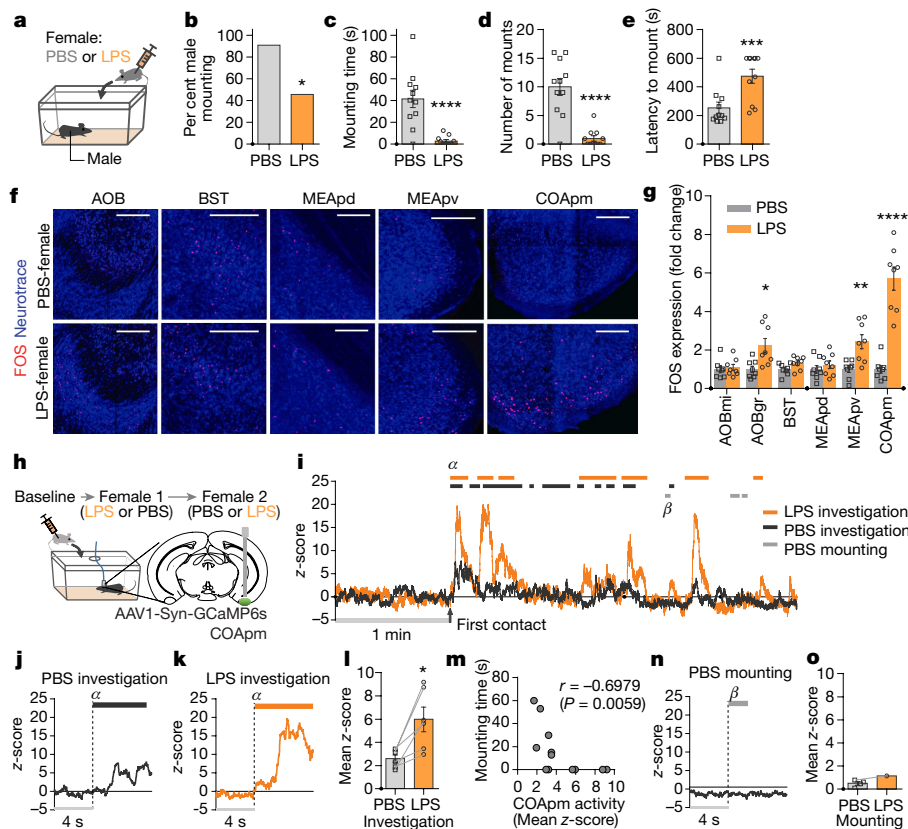 a
Female:
PBS or LPS
Male
b
Per cent male
mounting
100
80
60
40
20
0
*
PBS LPS
c
Mounting time (s)
100
80
60
40
20
0
****
PBS LPS
d
Number of mounts
20
15
10
5
0
****
PBS LPS
e
Latency to mount (s)
800
600
400
200
0
***
PBS LPS
f
AOB BST MEApd MEApv COApm
FOS Neurotrace
PBS-female
LPS-female
g
FOS expression (fold change)
10
8
6
4
2
0
PBS
LPS
* ** ****
AOBmi
AOBgr
BST
MEApd
MEApv
COApm
h
Baseline Female 1 Female 2
(LPS or PBS) (PBS or LPS)
AAV1-Syn-GCaMP6s
COApm
i
z-score
25
20
15
10
5
0
−5
α
β
LPS investigation
PBS investigation
PBS mounting
1 min
First contact
j
PBS investigation
α
z-score
25
20
15
10
5
0
−5
4 s
k
LPS investigation
α
z-score
25
20
15
10
5
0
−5
4 s
l
Mean z-score
10
8
6
4
2
0
*
PBS LPS
Investigation
m
Mounting time (s)
80
60
40
20
0
r = −0.6979
(P = 0.0059)
0 2 4 6 8 10
COApm activity
(Mean z-score)
n
PBS mounting
β
z-score
25
20
15
10
5
0
−5
4 s
o
Mean z-score
10
8
6
4
2
0
PBS LPS
Mounting